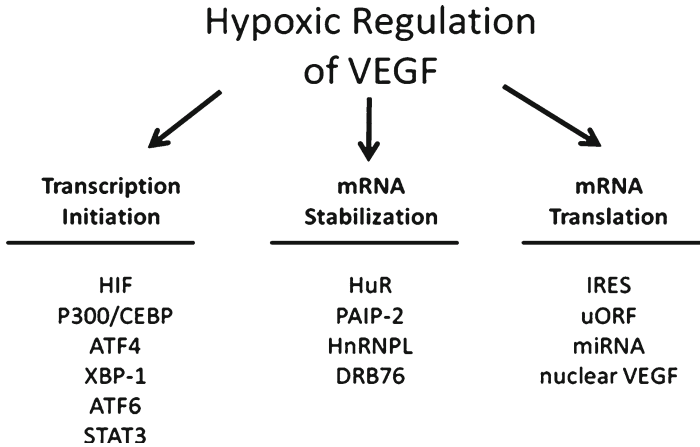 Hypoxic Regulation
of VEGF
Transcription
Initiation
HIF
P300/CEBP
ATF4
XBP-1
ATF6
STAT3
mRNA
Stabilization
HuR
PAIP-2
HnRNPL
DRB76
mRNA
Translation
IRES
uORF
miRNA
nuclear VEGF